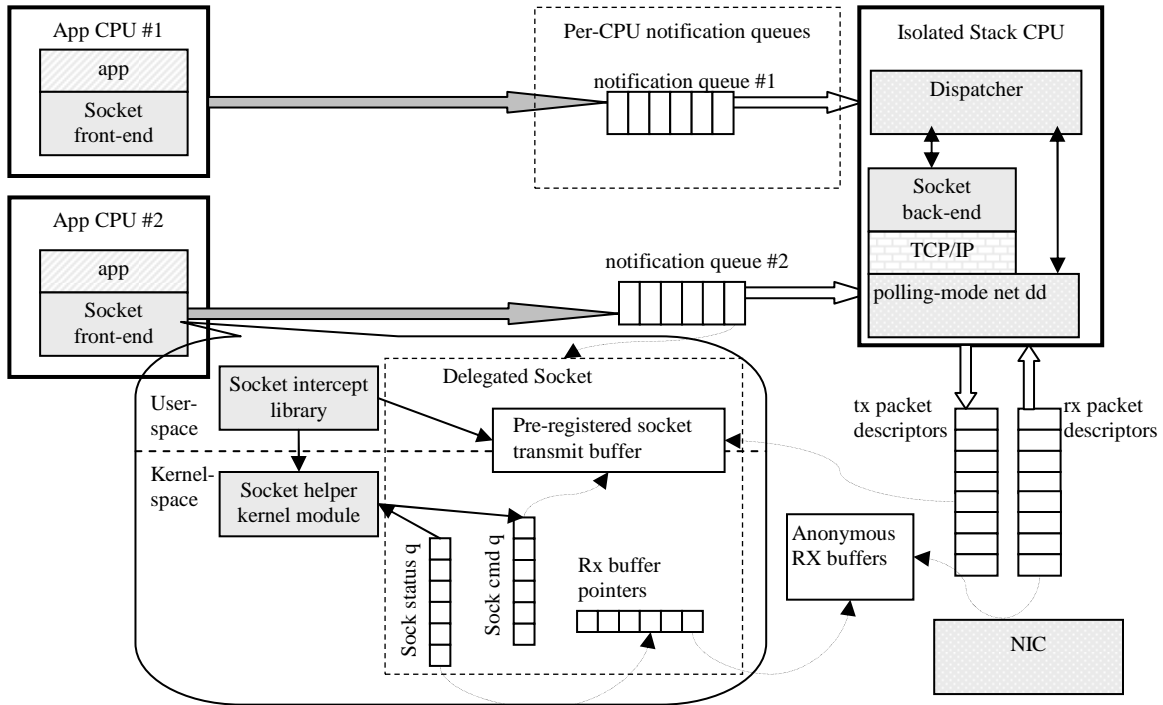 App CPU #1
app
Socket
front-end
Per-CPU notification queues
notification queue #1
Isolated Stack CPU
Dispatcher
Socket
back-end
TCP/IP
polling-mode net dd
App CPU #2
app
Socket
front-end
notification queue #2
Socket intercept
library
Delegated Socket
User-
space
Pre-registered socket
transmit buffer
Kernel-
space
Socket helper
kernel module
Sock status q
Sock cmd q
Rx buffer
pointers
tx packet
descriptors
rx packet
descriptors
Anonymous
RX buffers
NIC